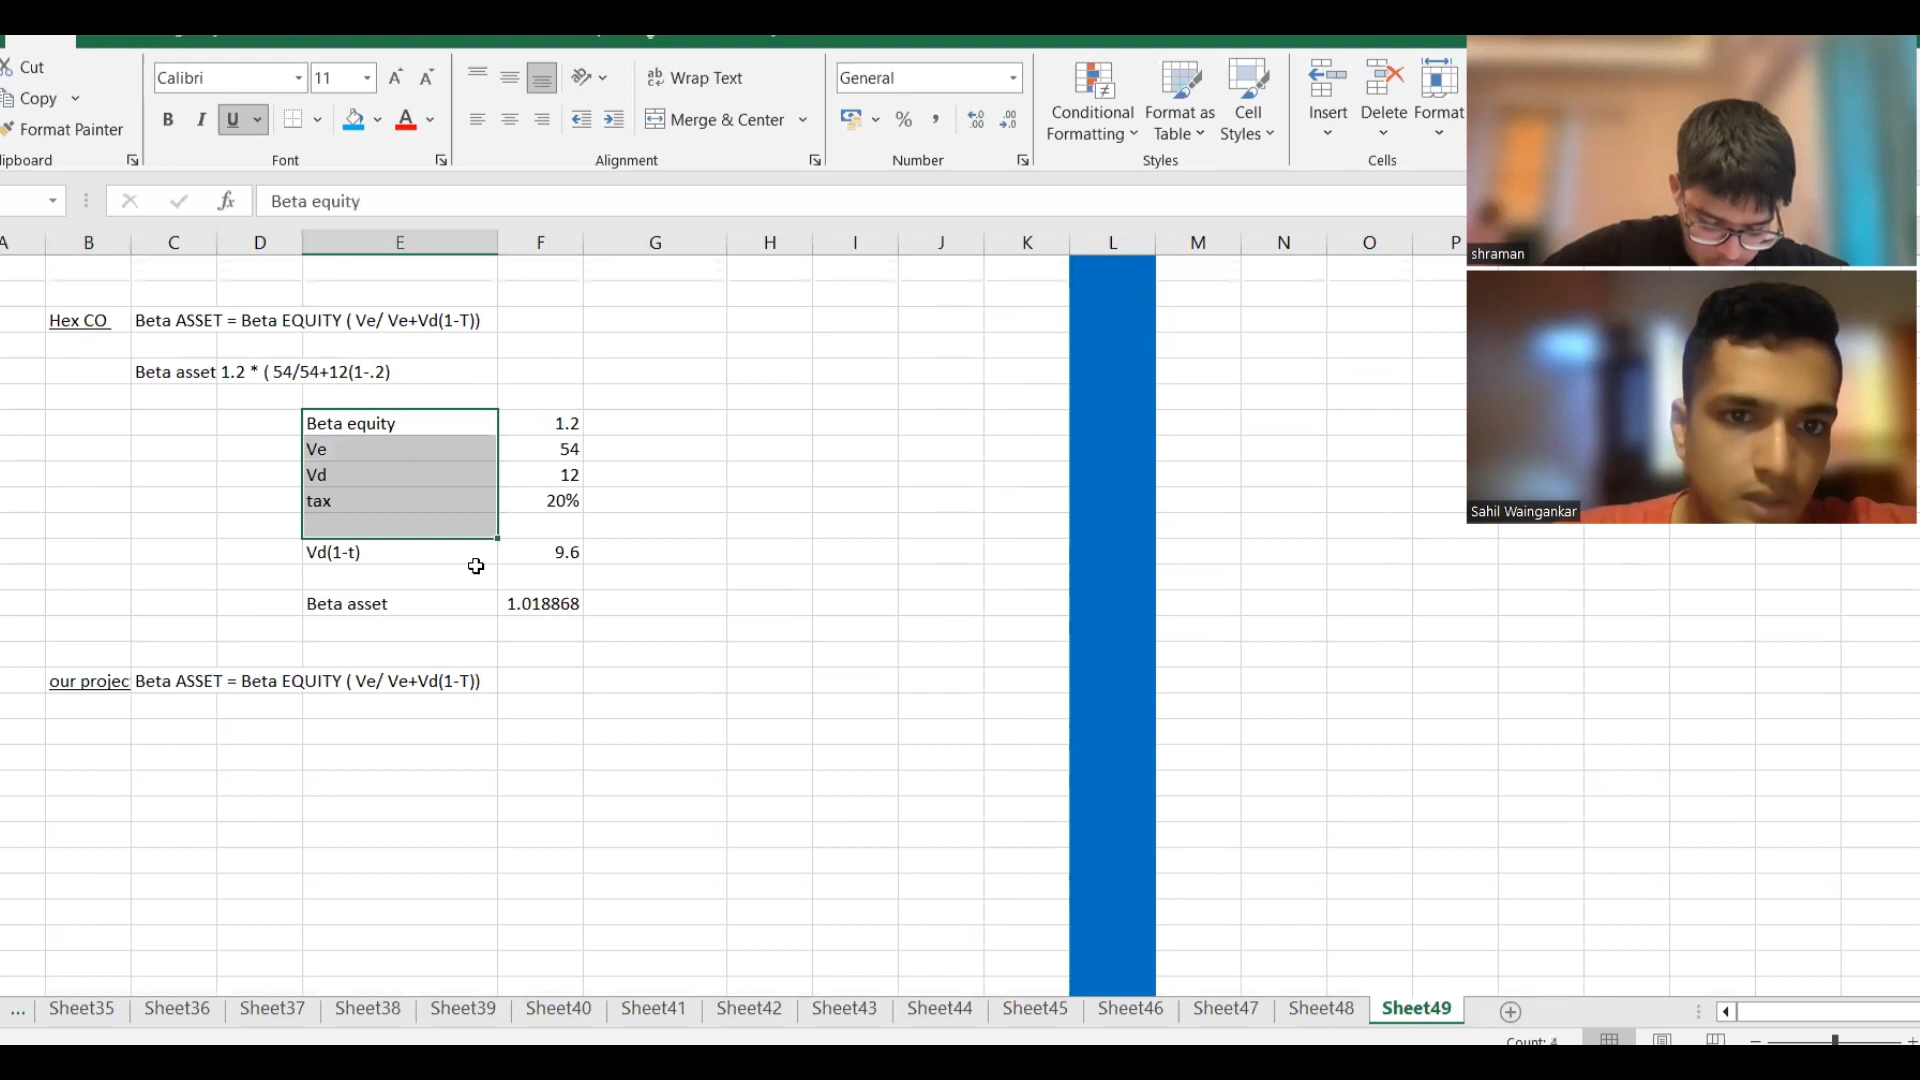 Cut
Calibri
11
Wrap Text
General
Copy
Format Painter
B
I
U
A
Merge & Center
%
Conditional Formatting
Format as Table
Cell Styles
Insert
Delete
Format
Font
Alignment
Number
Styles
Cells
fx
Beta equity
A B C D E F G H I J K L M N O P
shraman
Hex CO Beta ASSET = Beta EQUITY ( Ve/ Ve+Vd(1-T))
Beta asset 1.2 * ( 54/54+12(1-.2)
Beta equity 1.2
Ve 54
Vd 12
tax 20%
Sahil Waingankar
Vd(1-t) 9.6
Beta asset 1.018868
our projec Beta ASSET = Beta EQUITY ( Ve/ Ve+Vd(1-T))
... Sheet35 Sheet36 Sheet37 Sheet38 Sheet39 Sheet40 Sheet41 Sheet42 Sheet43 Sheet44 Sheet45 Sheet46 Sheet47 Sheet48 Sheet49